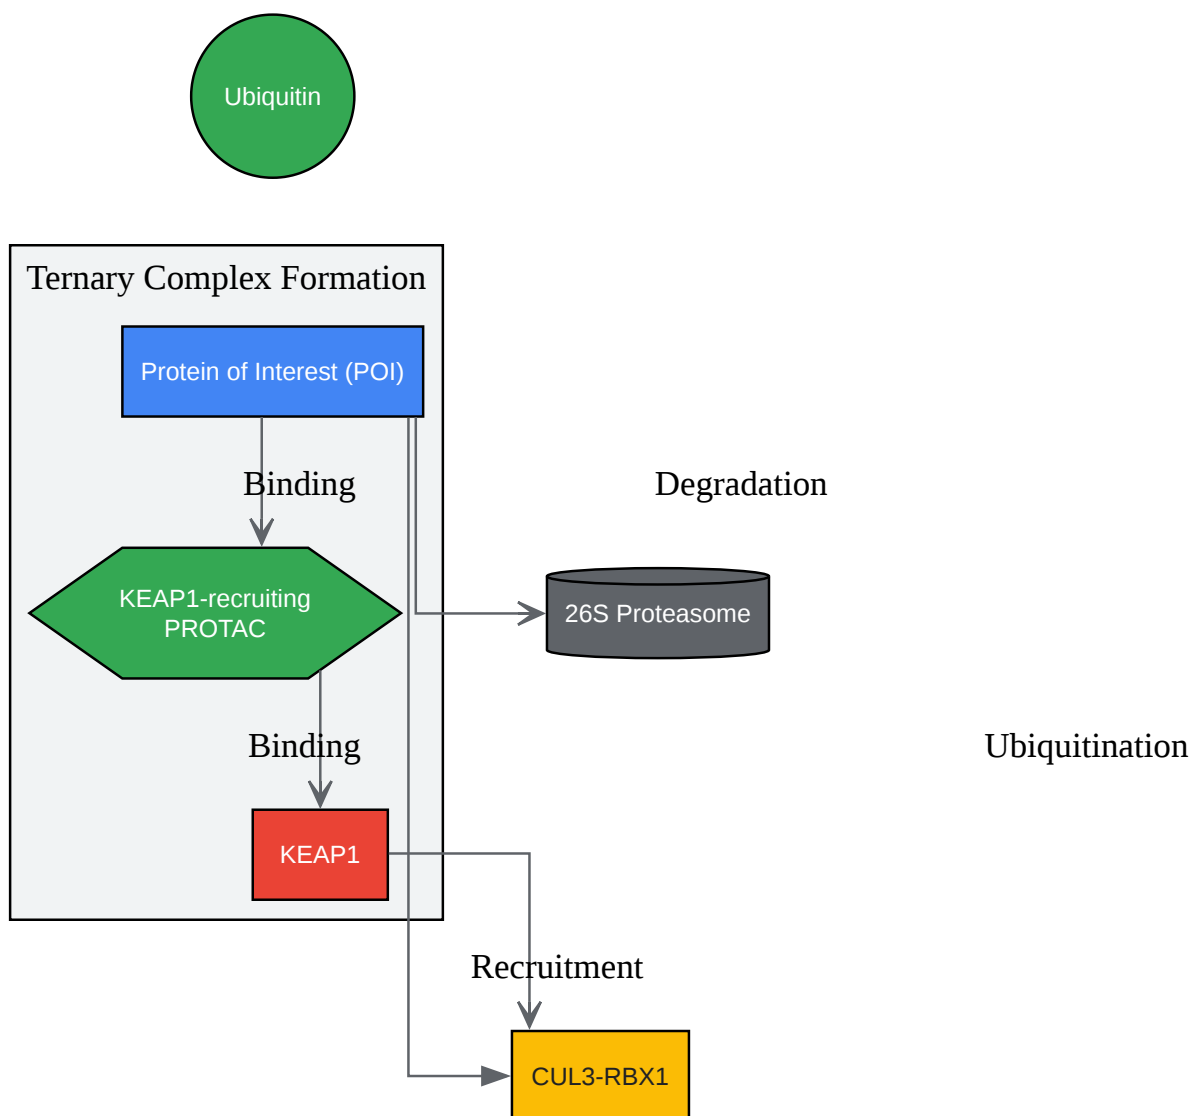 Ubiquitin
Ternary Complex Formation
Protein of Interest (POI)
Binding
Degradation
KEAP1-recruiting
PROTAC
26S Proteasome
Binding
Ubiquitination
KEAP1
Recruitment
CUL3-RBX1